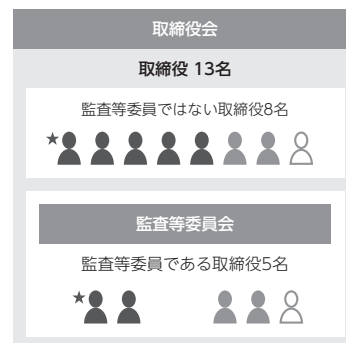 取締役会
取締役 13名
監査等委員ではない取締役8名
★
監査等委員会
監査等委員である取締役5名
★